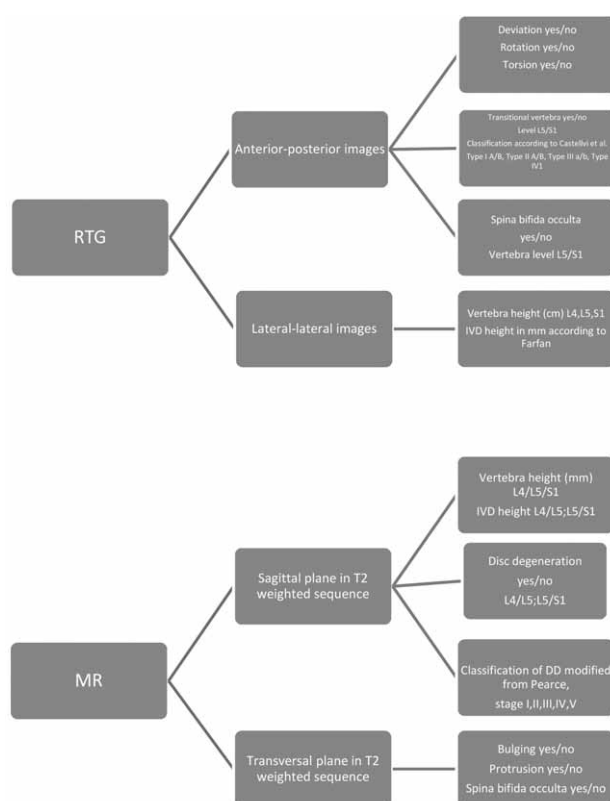 RTG
Anterior-posterior images
Deviation yes/no
Rotation yes/no
Torsion yes/no
Transitional vertebra yes/no
Level L5/S1
Classification according to Castellvi et al.
Type I A/B, Type II A/B, Type III a/b, Type
IV1
Spina bifida occulta
yes/no
Vertebra level L5/S1
Lateral-lateral images
Vertebra height (cm) L4,L5,S1
IVD height in mm according to
Farfan
MR
Sagittal plane in T2
weighted sequence
Vertebra height (mm)
L4/L5/S1
IVD height L4/L5;L5/S1
Disc degeneration
yes/no
L4/L5;L5/S1
Classification of DD modified
from Pearce,
stage I,II,III,IV,V
Transversal plane in T2
weighted sequence
Bulging yes/no
Protrusion yes/no
Spina bifida occulta yes/no